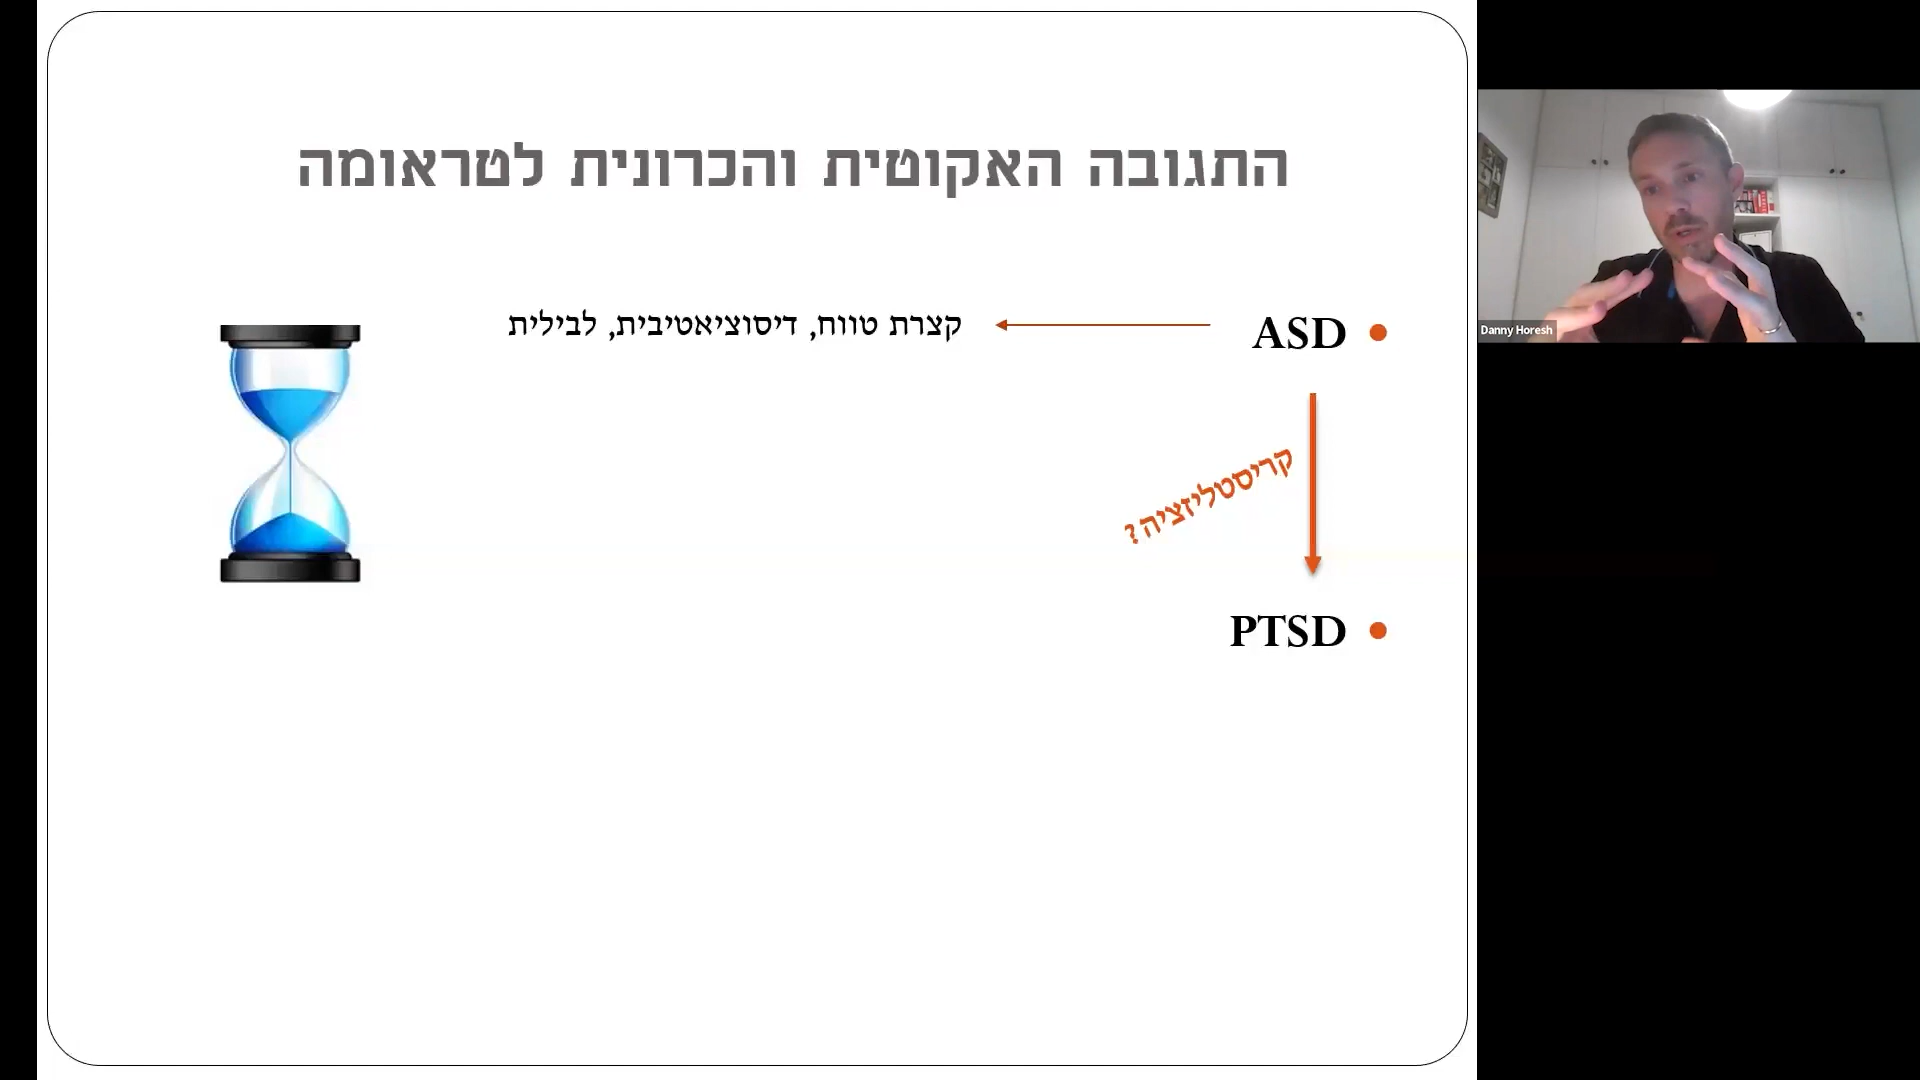 התגובה האקוטית והכרונית לטראומה
ASD
קצרת טווח, דיסוציאטיבית, לבילית
קריסטליזציה?
PTSD
Danny Horesh